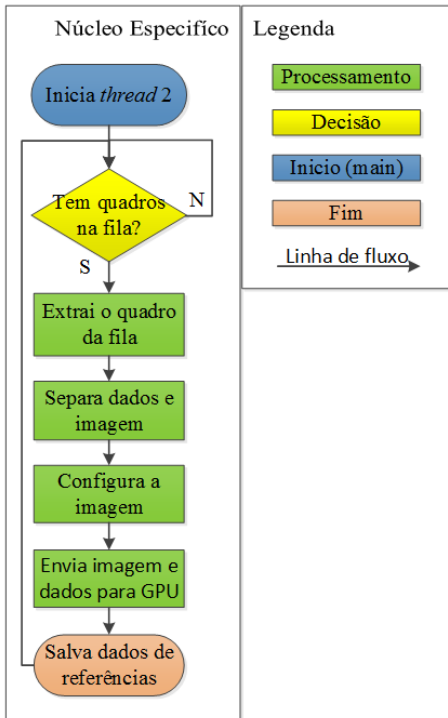 Núcleo Especifíco
Inicia thread 2
Tem quadros
na fila?
N
S
Extrai o quadro
da fila
Separa dados e
imagem
Configura a
imagem
Envia imagem e
dados para GPU
Salva dados de
referências
Legenda
Processamento
Decisão
Inicio (main)
Fim
Linha de fluxo